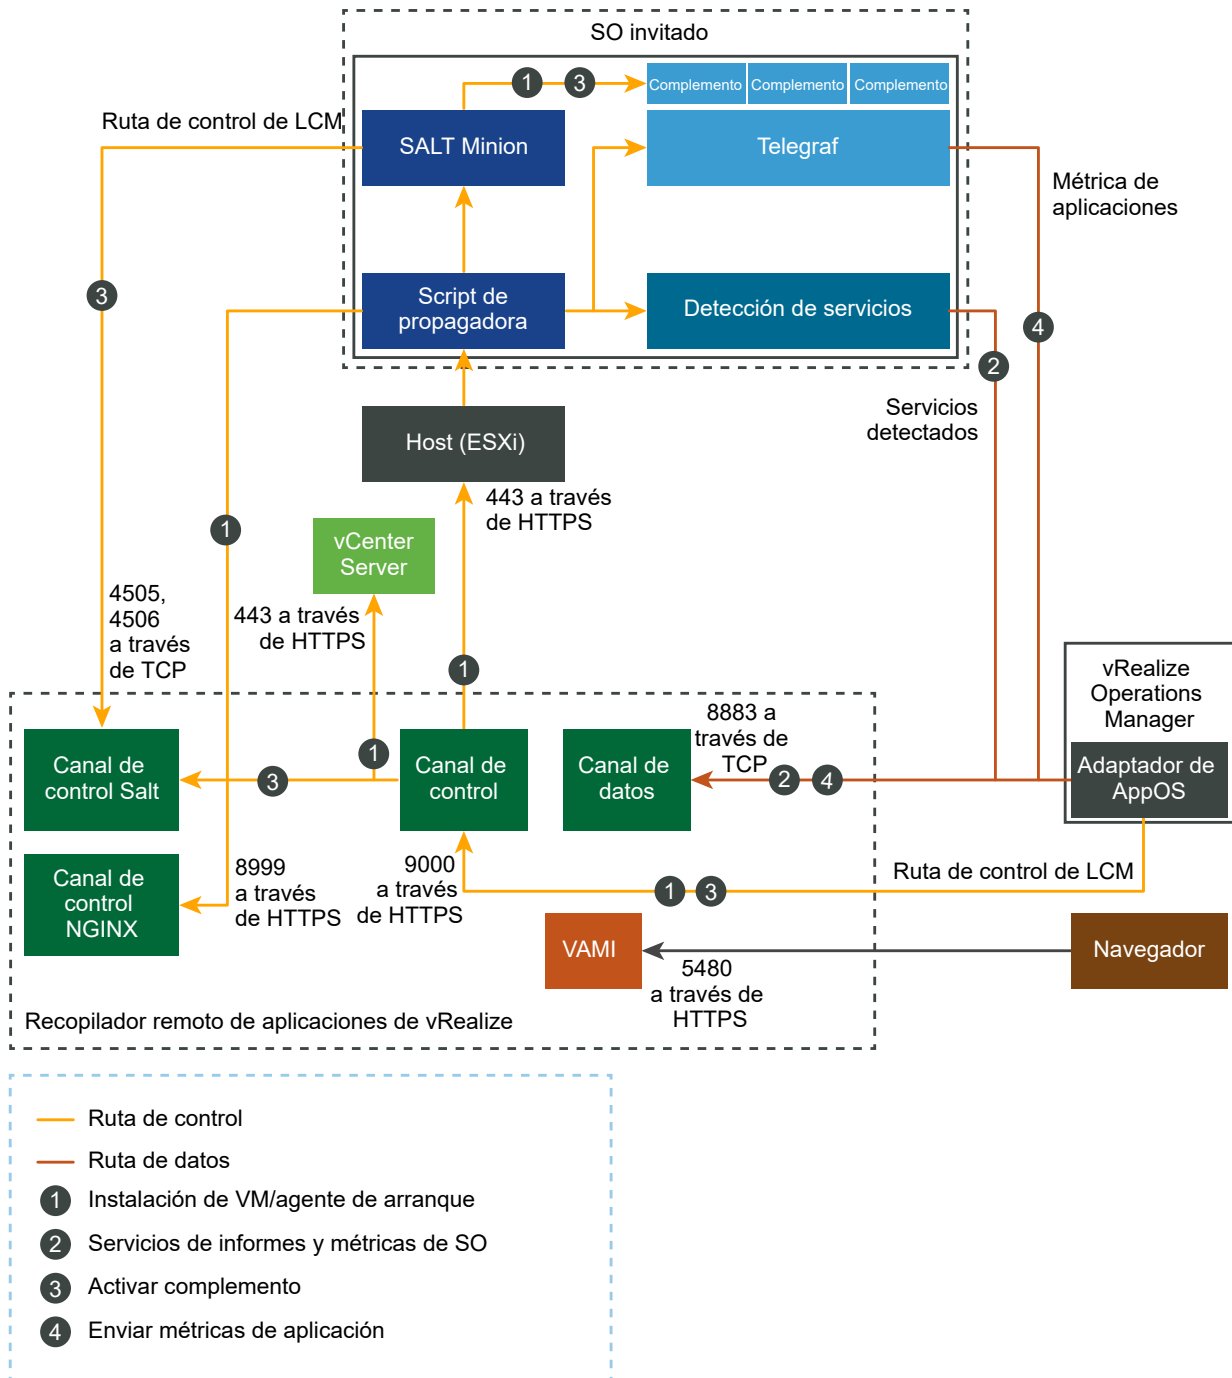 SO invitado
1
3
Complemento
Complemento
Complemento
Ruta de control de LCM
SALT Minion
Telegraf
Métrica de
aplicaciones
3
Script de
propagadora
Detección de servicios
4
2
Servicios
detectados
Host (ESXi)
443 a través
de HTTPS
1
vCenter
Server
4505,
4506
a través
de TCP
443 a través
de HTTPS
1
vRealize
Operations
Manager
8883 a
través de
TCP
1
Canal de
control Salt
3
Canal de
control
Canal de
datos
2
4
Adaptador de
AppOS
8999
a través
de HTTPS
9000
a través
de HTTPS
Ruta de control de LCM
1
3
Canal de
control
NGINX
VAMI
Navegador
5480
a través de
HTTPS
Recopilador remoto de aplicaciones de vRealize
Ruta de control
Ruta de datos
1 Instalación de VM/agente de arranque
2 Servicios de informes y métricas de SO
3 Activar complemento
4 Enviar métricas de aplicación